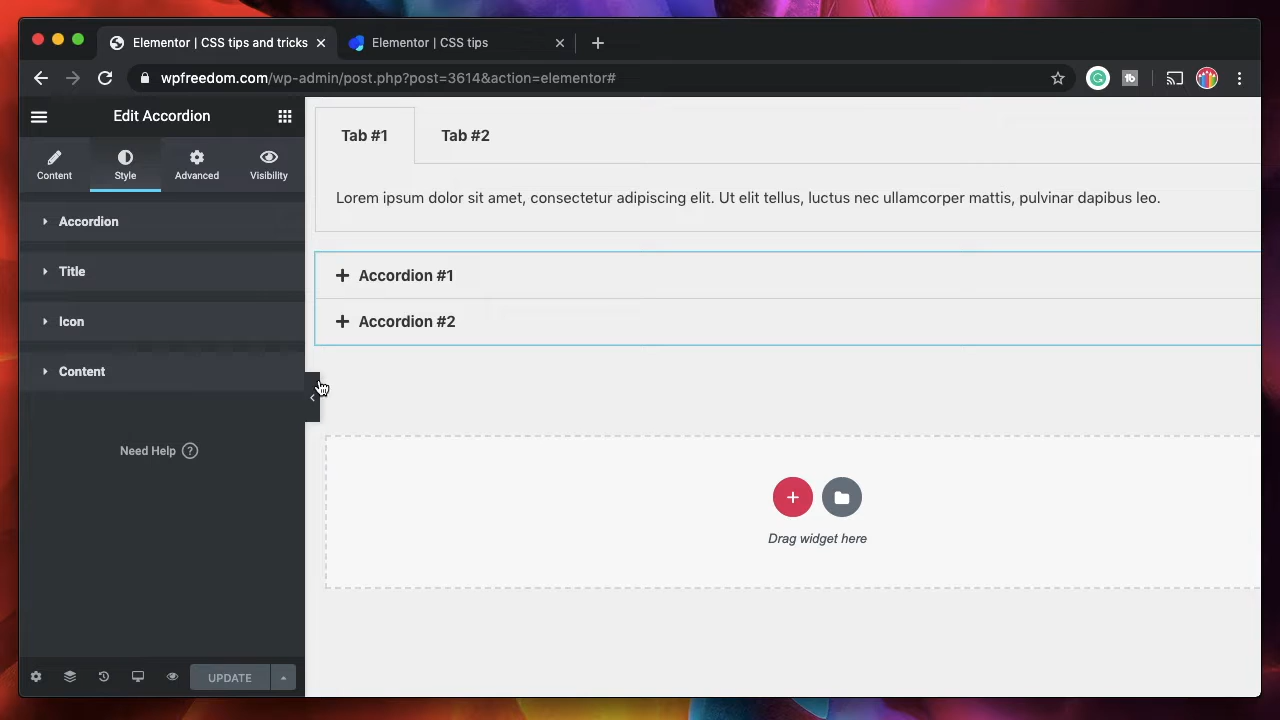 Elementor | CSS tips and tricks
Elementor | CSS tips
wpfreedom.com/wp-admin/post.php?post=3614&action=elementor#
Edit Accordion
Content
Style
Advanced
Visibility
Accordion
Title
Icon
Content
Need Help ?
UPDATE
Tab #1
Tab #2
Lorem ipsum dolor sit amet, consectetur adipiscing elit. Ut elit tellus, luctus nec ullamcorper mattis, pulvinar dapibus leo.
Accordion #1
Accordion #2
Drag widget here